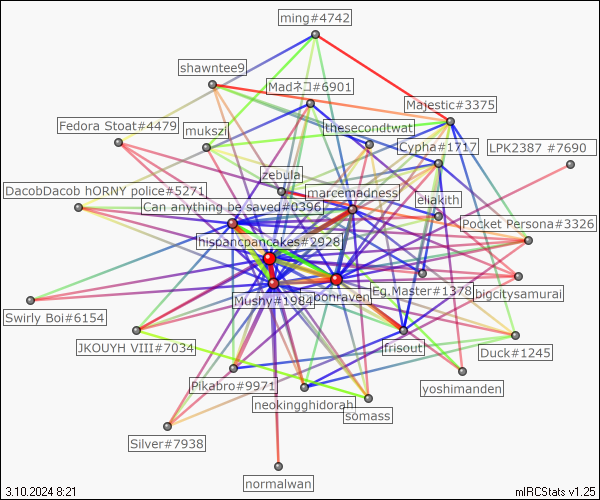 ming#4742
shawntee9
Madネコ#6901
Majestic#3375
Fedora Stoat#4479
mukszi
thesecondtwat
Cypha#1717
LPK2387 #7690
zebula
DacobDacob hORNY police#5271
marcemadness
eliakith
Can anything be saved#0396
Pocket Persona#3326
hispancpancakes#2928
Eg.Master#1378
bigcitysamurai
Mushy#1984
bonraven
Swirly Boi#6154
JKOUYH VIII#7034
frisout
Duck#1245
Pikabro#9971
yoshimanden
neokingghidorah
somass
Silver#7938
normalwan
3.10.2024 8:21
mIRCStats v1.25